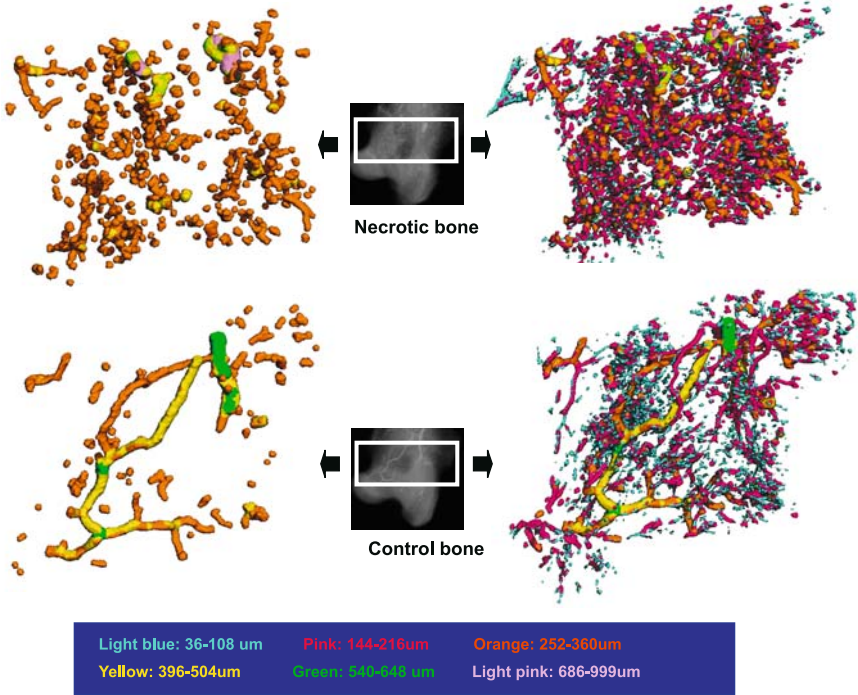 Necrotic bone
Control bone
Light blue: 36-108 um Pink: 144-216um Orange: 252-360um
Yellow: 396-504um Green: 540-648 um Light pink: 686-999um